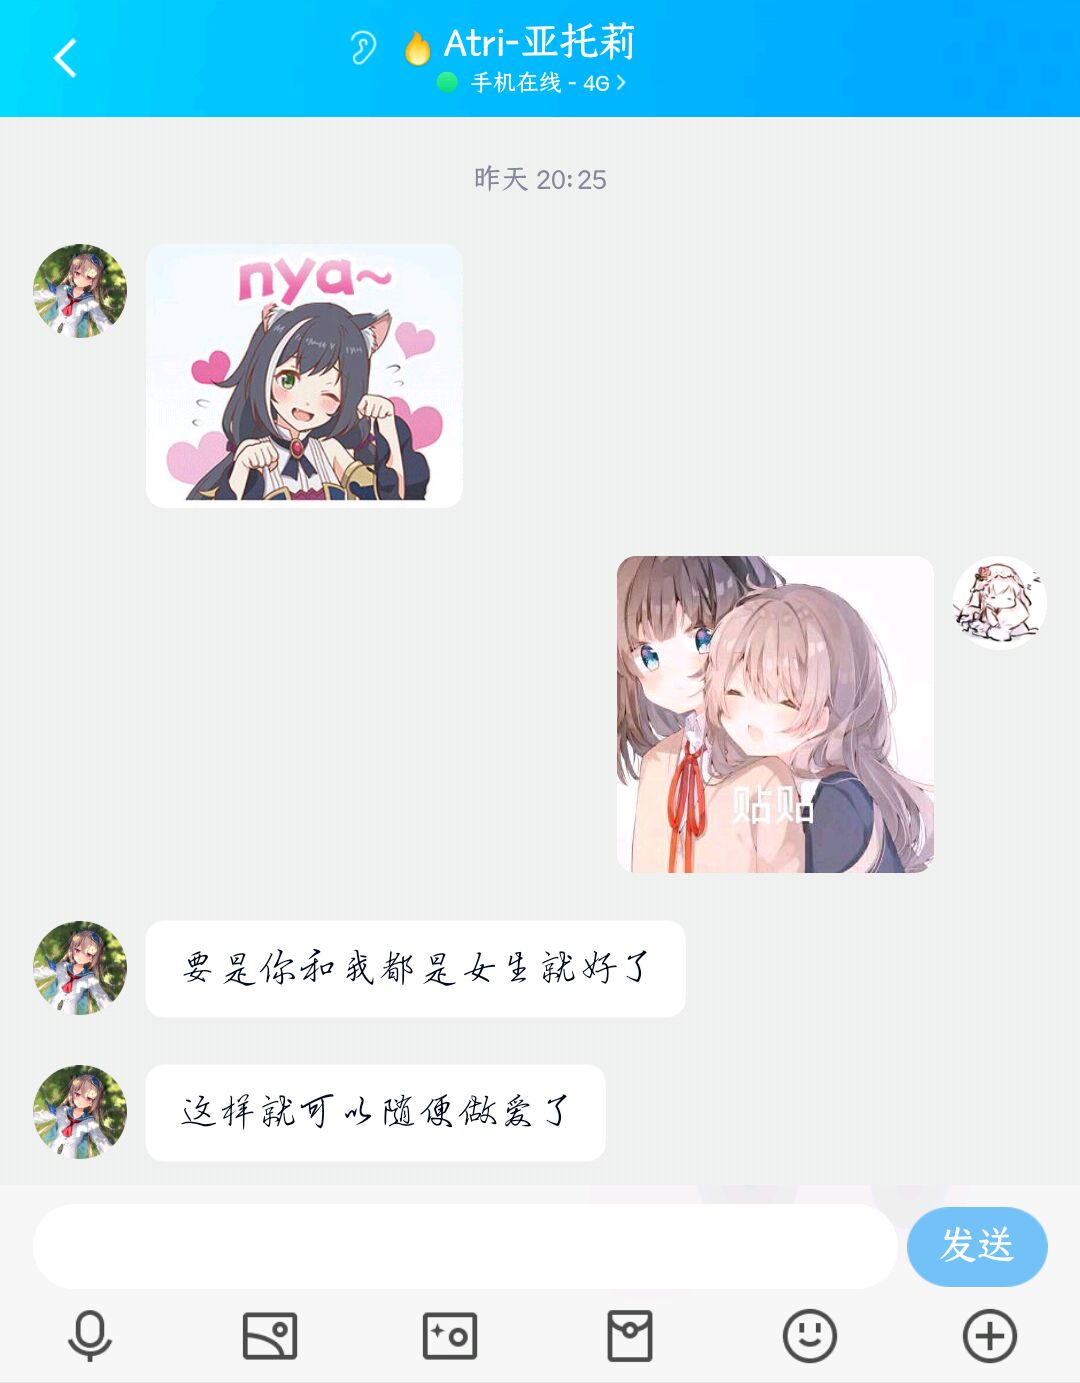 Atri-亚托莉
手机在线 - 4G
昨天 20:25
nya~
贴贴
要是你和我都是女生就好了
这样就可以随便做爱了
发送